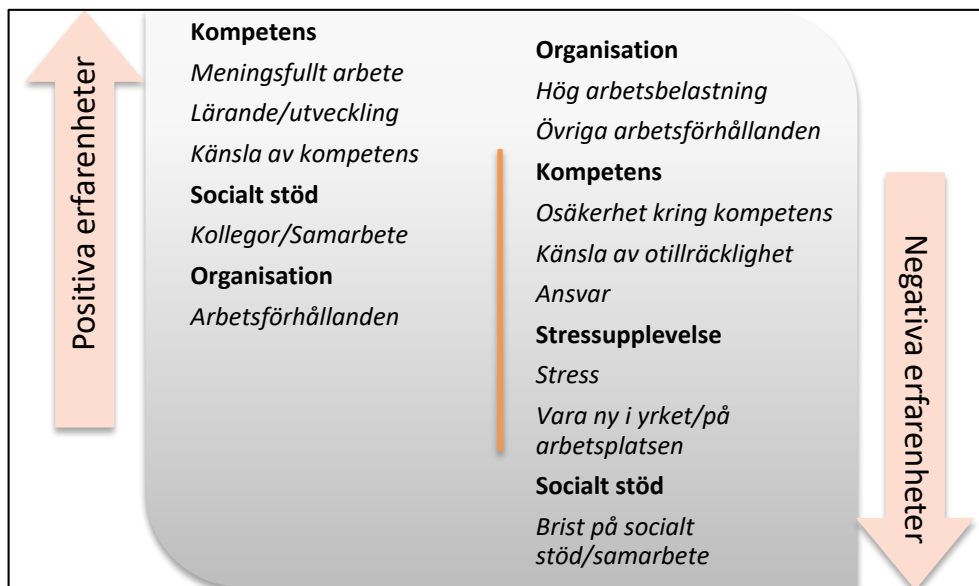 Positiva erfarenheter
Kompetens
Meningsfullt arbete
Lärande/utveckling
Känsla av kompetens
Socialt stöd
Kollegor/Samarbete
Organisation
Arbetsförhållanden
Organisation
Hög arbetsbelastning
Övriga arbetsförhållanden
Kompetens
Osäkerhet kring kompetens
Känsla av otillräcklighet
Ansvar
Stressupplevelse
Stress
Vara ny i yrket/på
arbetsplatsen
Socialt stöd
Brist på socialt
stöd/samarbete
Negativa erfarenheter